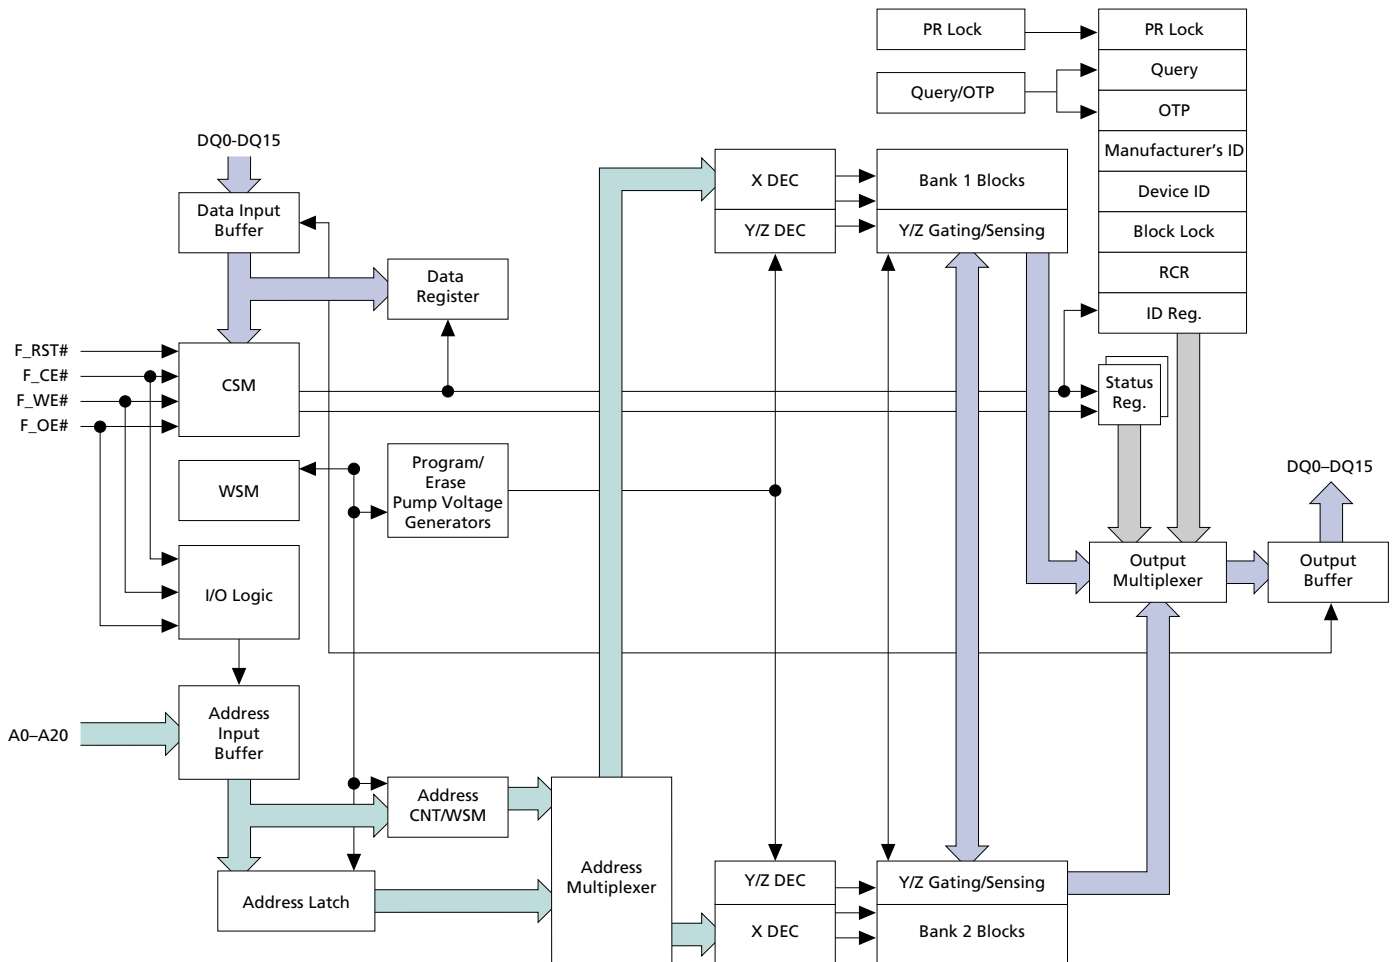 PR Lock
PR Lock
Query/OTP
Query
OTP
Manufacturer's ID
Device ID
Block Lock
RCR
ID Reg.
DQ0-DQ15
Data Input
Buffer
Data
Register
X DEC
Y/Z DEC
Bank 1 Blocks
Y/Z Gating/Sensing
F_RST#
F_CE#
F_WE#
F_OE#
CSM
Status
Reg.
WSM
Program/
Erase
Pump Voltage
Generators
DQ0–DQ15
Output
Multiplexer
Output
Buffer
I/O Logic
A0–A20
Address
Input
Buffer
Address
CNT/WSM
Address Latch
Address
Multiplexer
Y/Z DEC
X DEC
Y/Z Gating/Sensing
Bank 2 Blocks